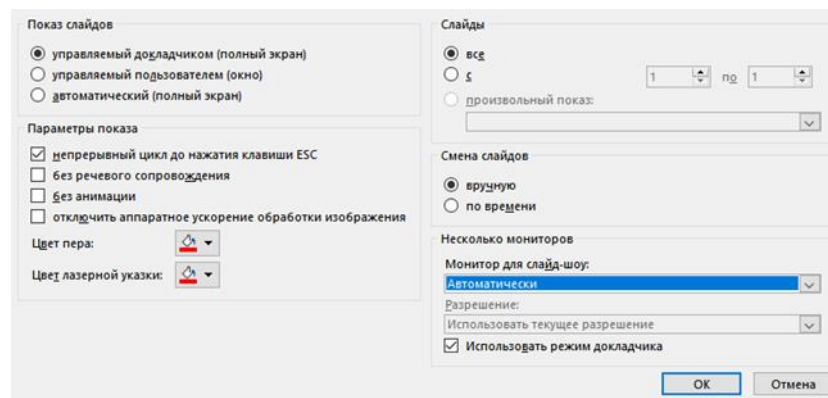 Показ слайдов
управляемый докладчиком (полный экран)
управляемый пользователем (окно)
автоматический (полный экран)
Параметры показа
непрерывный цикл до нажатия клавиши ESC
без речевого сопровождения
без анимации
отключить аппаратное ускорение обработки изображения
Цвет пера:
Цвет лазерной указки:
Слайды
все
с 1 по 1
произвольный показ:
Смена слайдов
вручную
по времени
Несколько мониторов
Монитор для слайд-шоу:
Автоматически
Разрешение:
Использовать текущее разрешение
Использовать режим докладчика
ОК Отмена